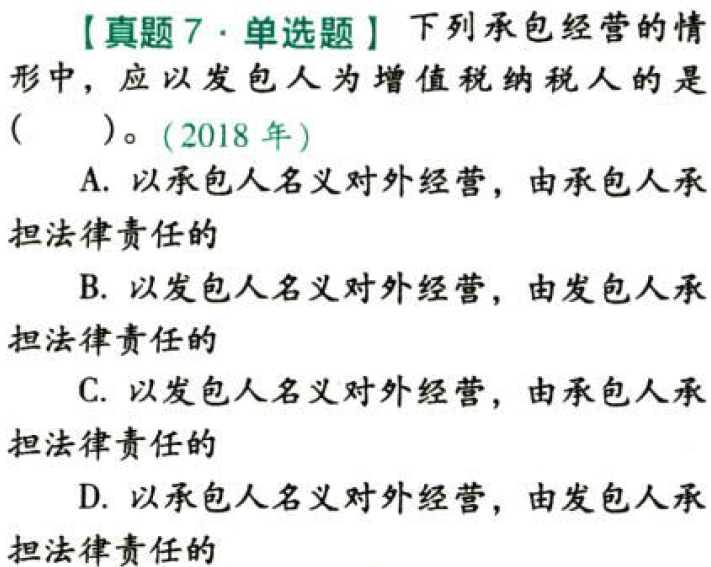 【真题7·单选题】下列承包经营的情
形中，应以发包人为增值税纳税人的是
（　　）。（2018 年）
A. 以承包人名义对外经营，由承包人承
担法律责任的
B. 以发包人名义对外经营，由发包人承
担法律责任的
C. 以发包人名义对外经营，由承包人承
担法律责任的
D. 以承包人名义对外经营，由发包人承
担法律责任的